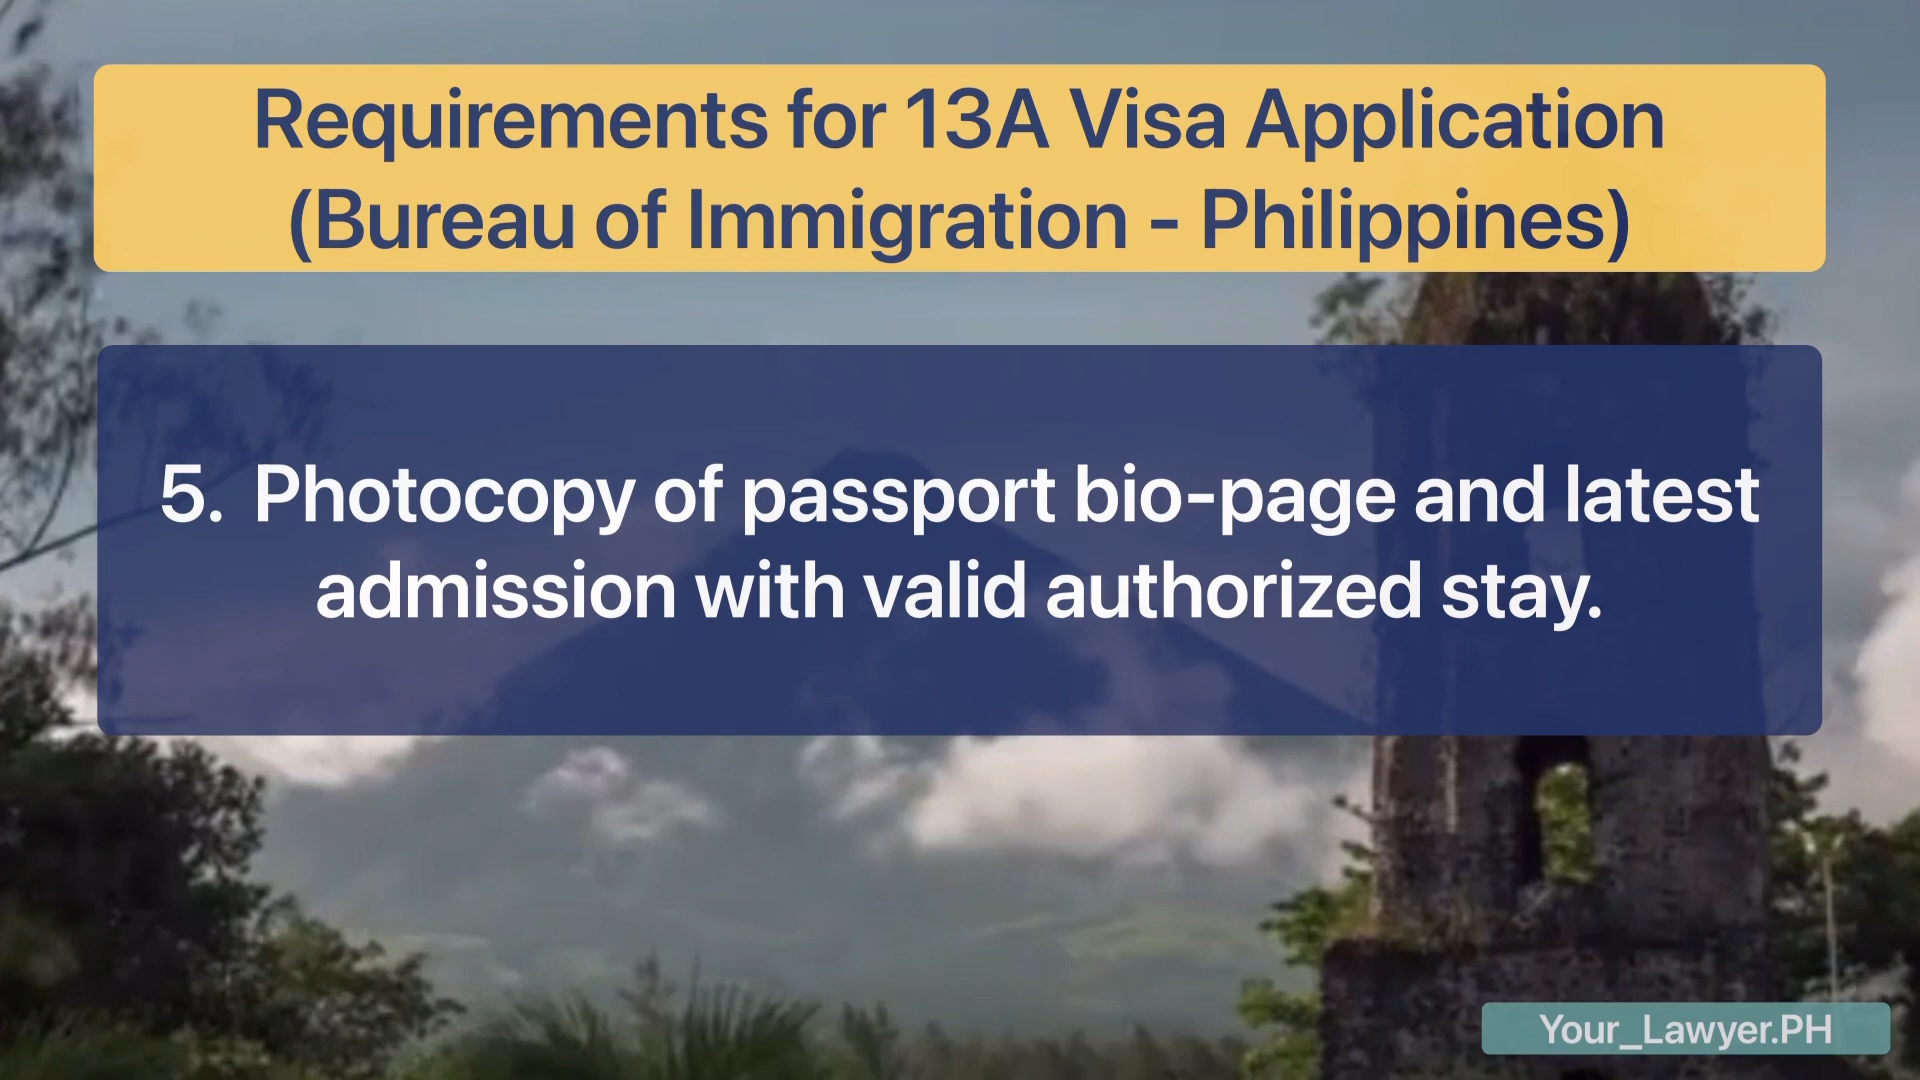 Requirements for 13A Visa Application
(Bureau of Immigration - Philippines)
5. Photocopy of passport bio-page and latest
admission with valid authorized stay.
Your_Lawyer.PH